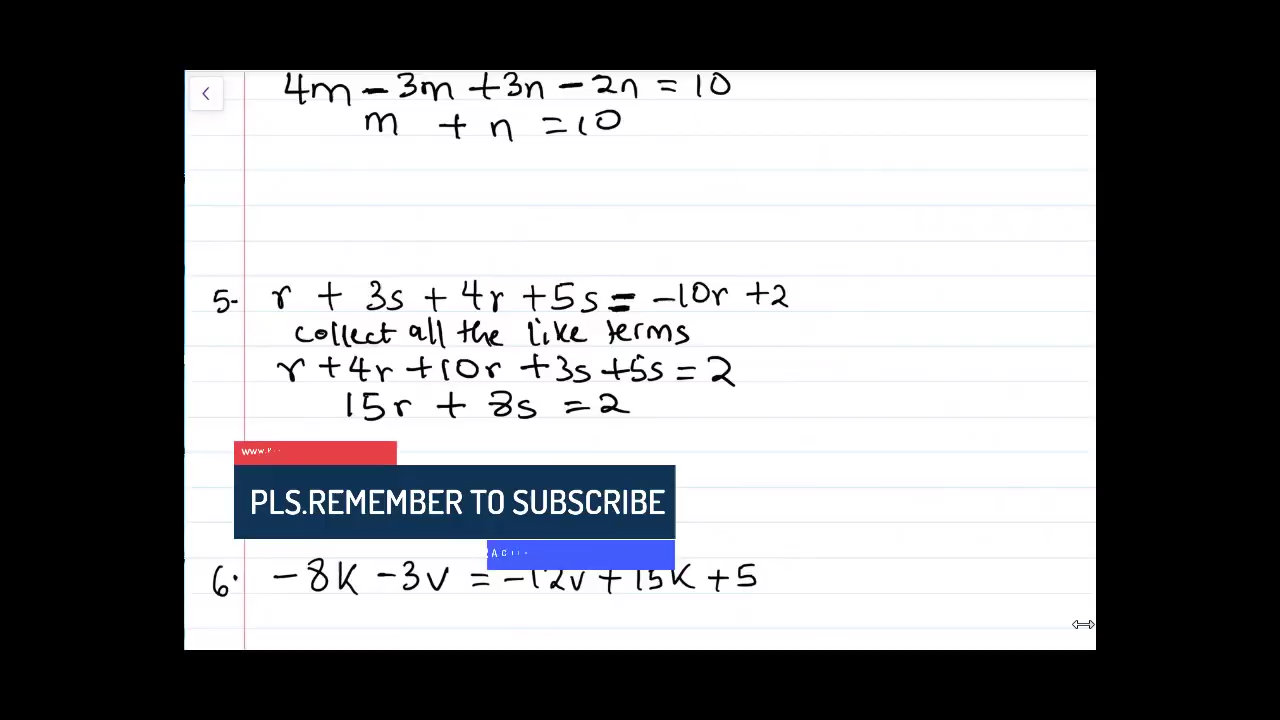 4m - 3m + 3n - 2n = 10
m + n = 10
5- r + 3s + 4r + 5s = -10r + 2
collect all the like terms
r + 4r + 10r + 3s + 5s = 2
15r + 8s = 2
PLS.REMEMBER TO SUBSCRIBE
6. -8k - 3v = -12v + 15k + 5